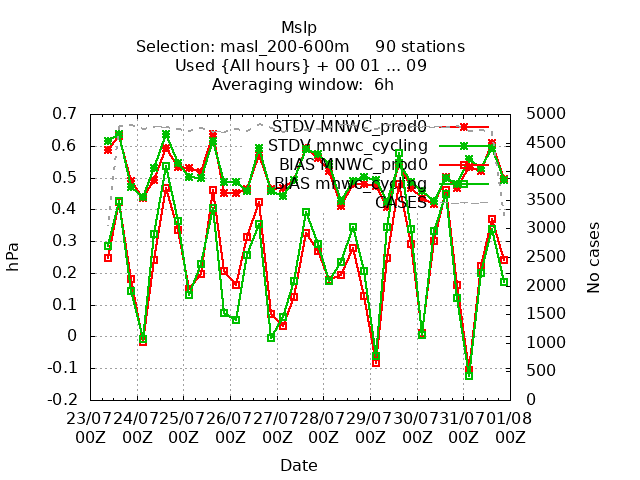 Mslp
Selection: masl_200-600m 90 stations
Used {All hours} + 00 01 ... 09
Averaging window: 6h
0.7
0.6
0.5
0.4
0.3
0.2
0.1
0
-0.1
-0.2
hPa
STDV MNWC_prod0
STDV mnwc_cycling
BIAS MNWC_prod0
BIAS mnwc_cycling
CASES
5000
4500
4000
3500
3000
2500
2000
1500
1000
500
0
No cases
23/07 24/07 25/07 26/07 27/07 28/07 29/07 30/07 31/07 01/08
00Z 00Z 00Z 00Z 00Z 00Z 00Z 00Z 00Z 00Z
Date